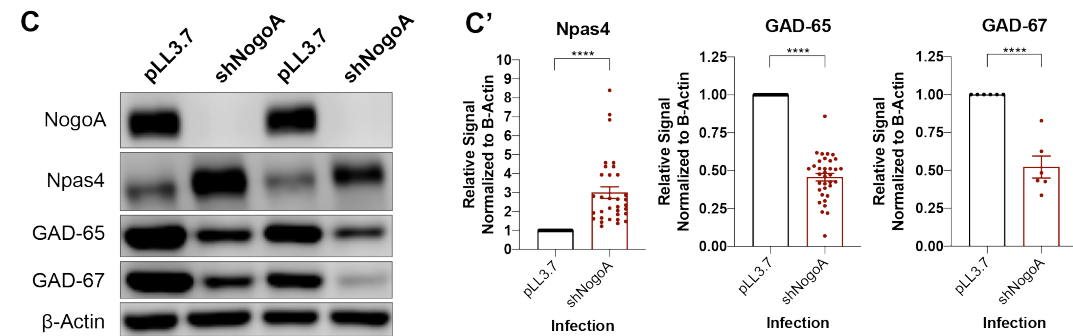 C
pLL3.7 shNogoA pLL3.7 shNogoA
NogoA
Npas4
GAD-65
GAD-67
β-Actin
C’
Npas4
****
Relative Signal
Normalized to B-Actin
10
9
8
7
6
5
4
3
2
1
0
pLL3.7 shNogoA
Infection
GAD-65
****
Relative Signal
Normalized to B-Actin
1.25
1.00
0.75
0.50
0.25
0.00
pLL3.7 shNogoA
Infection
GAD-67
****
Relative Signal
Normalized to B-Actin
1.25
1.00
0.75
0.50
0.25
0.00
pLL3.7 shNogoA
Infection